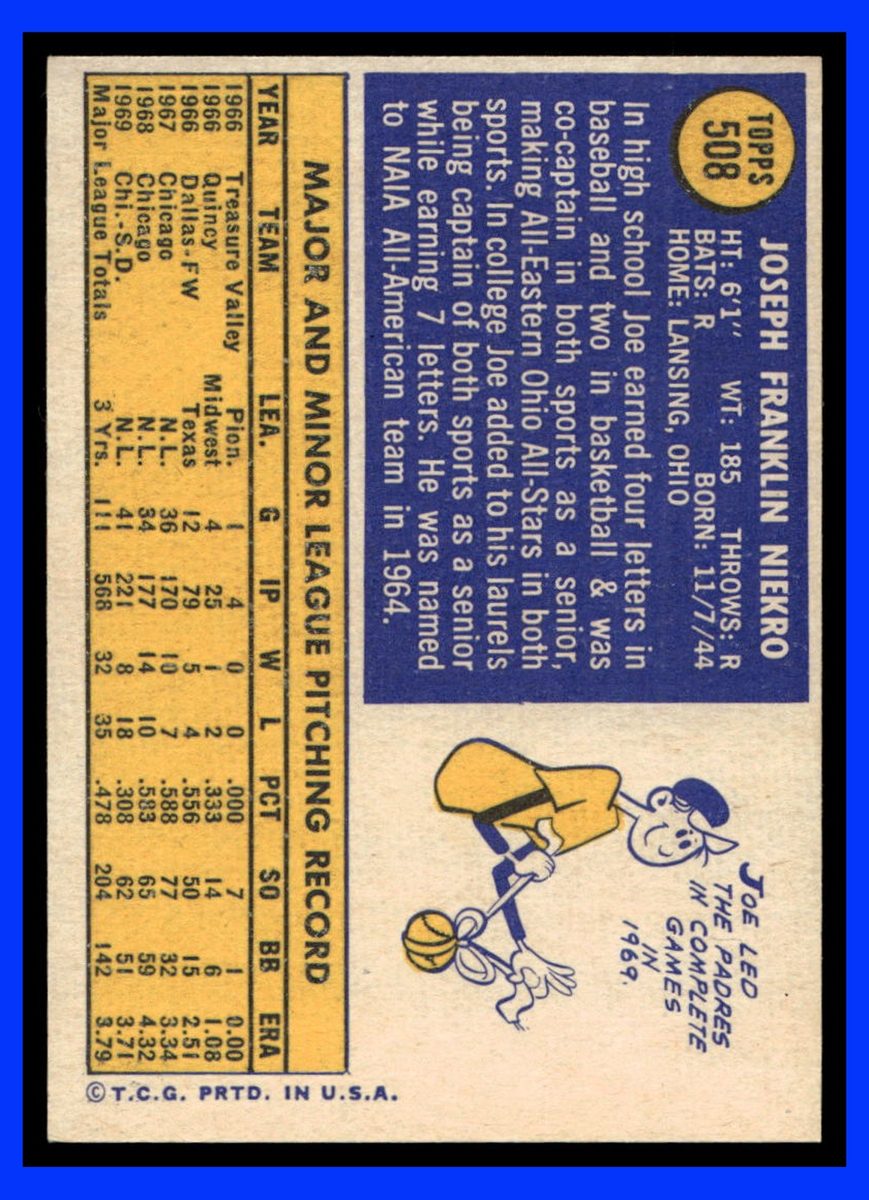 TOPPS
508
JOSEPH FRANKLIN NIEKRO
HT: 6'1" WT: 185 THROWS: R
BATS: R BORN: 11/7/44
HOME: LANSING, OHIO
In high school Joe earned four letters in
baseball and two in basketball & was
co-captain in both sports as a senior,
making All-Eastern Ohio All-Stars in both
sports. In college Joe added to his laurels
being captain of both sports as a senior
while earning 7 letters. He was named
to NAIA All-American team in 1964.
JOE LED
THE PADRES
IN COMPLETE
GAMES
IN
1969.
MAJOR AND MINOR LEAGUE PITCHING RECORD
YEAR TEAM LEA. G IP W L PCT SO BB ERA
1966 Treasure Valley Pion. 1 4 0 0 .000 7 1 0.00
1966 Quincy Midwest 4 25 1 2 .333 14 6 1.08
1966 Dallas-FW Texas 12 79 5 4 .556 50 15 2.51
1967 Chicago N.L. 36 170 10 7 .588 77 32 3.34
1968 Chicago N.L. 34 177 14 10 .583 65 59 4.32
1969 Chi.-S.D. N.L. 41 221 8 18 .308 62 51 3.71
Major League Totals 3 Yrs. 111 568 32 35 .478 204 142 3.79
© T.C.G. PRTD. IN U.S.A.